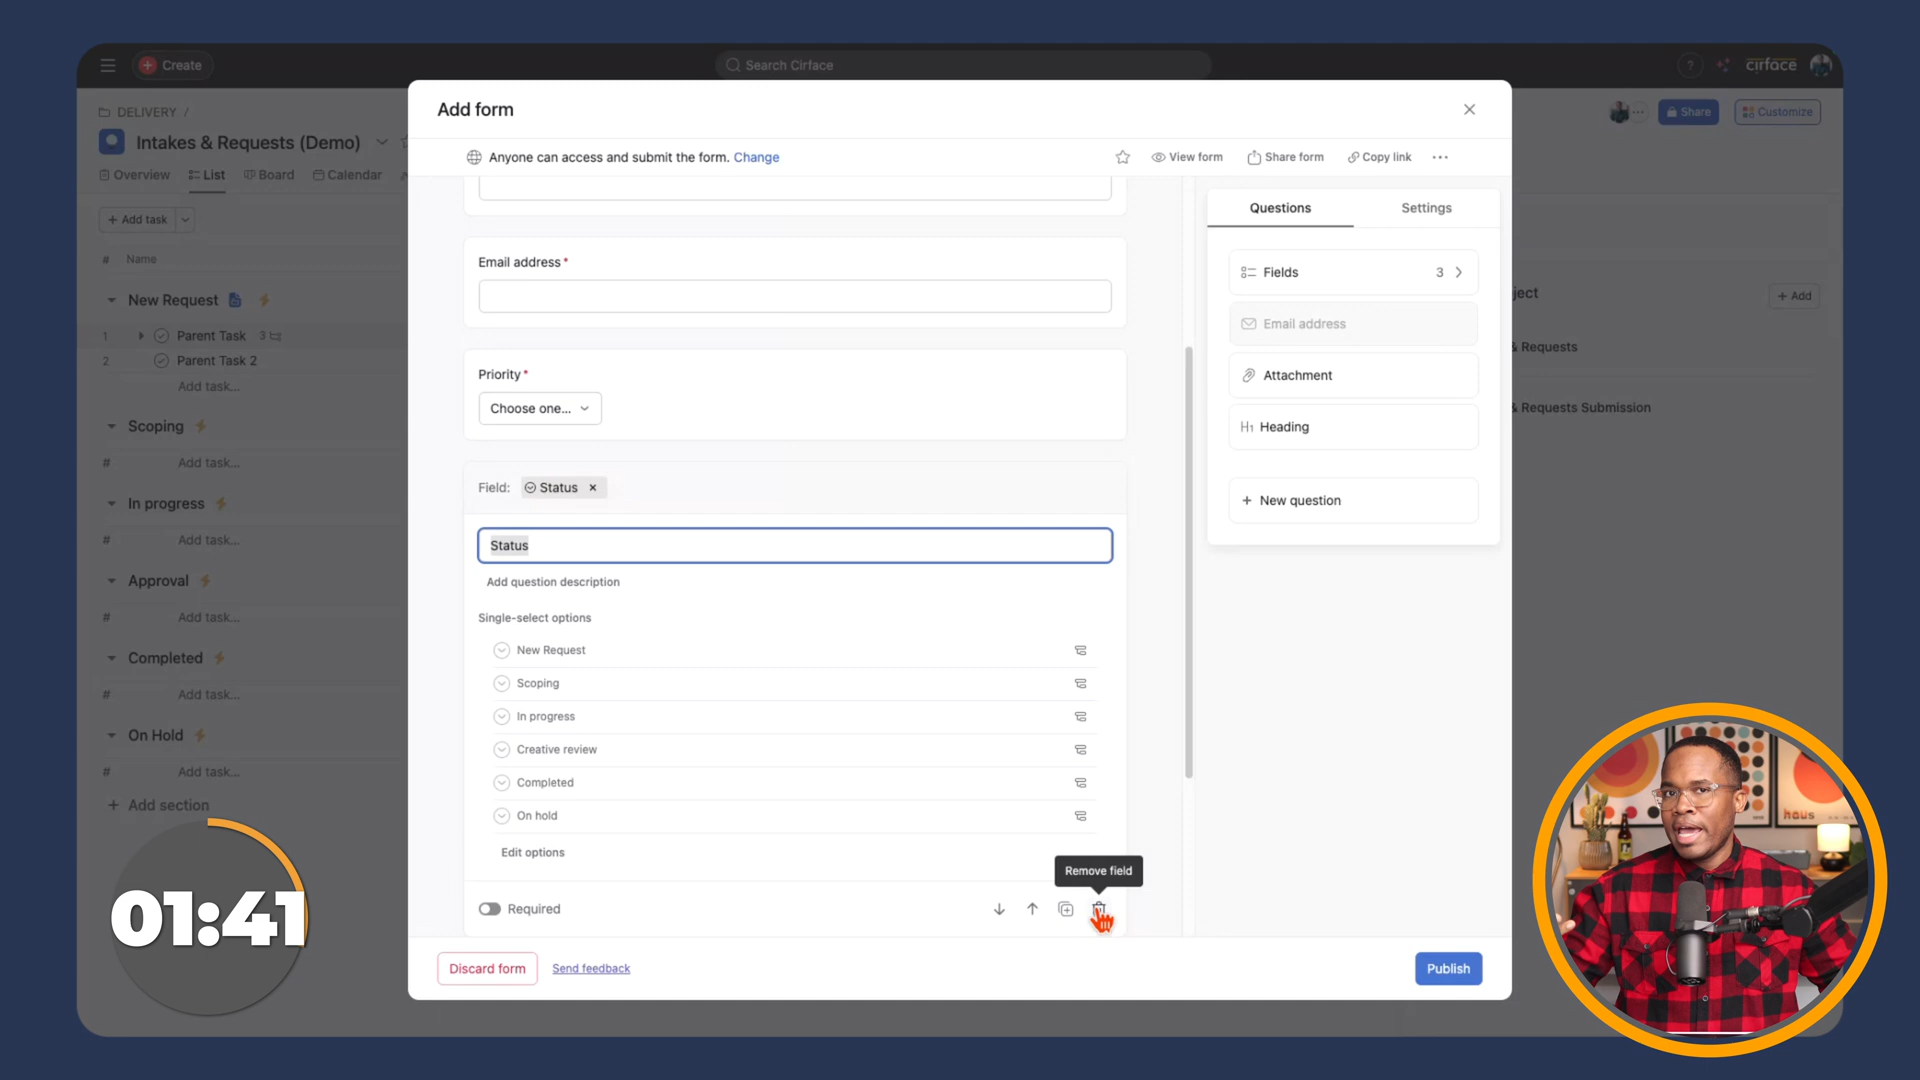 Create
Search Cirface
?
cirface
DELIVERY /
Intakes & Requests (Demo)
Share
Customize
Overview
List
Board
Calendar
+ Add task
# Name
New Request
1 Parent Task 3
2 Parent Task 2
Add task...
Scoping
# Add task...
In progress
# Add task...
Approval
# Add task...
Completed
# Add task...
On Hold
# Add task...
+ Add section
01:41
Add form
Anyone can access and submit the form. Change
View form
Share form
Copy link
Email address*
Priority*
Choose one...
Field: Status ×
Status
Add question description
Single-select options
New Request
Scoping
In progress
Creative review
Completed
On hold
Edit options
Remove field
Required
Discard form
Send feedback
Publish
Questions
Settings
Fields 3
Email address
Attachment
H1 Heading
+ New question
ject
+ Add
& Requests
& Requests Submission
haus